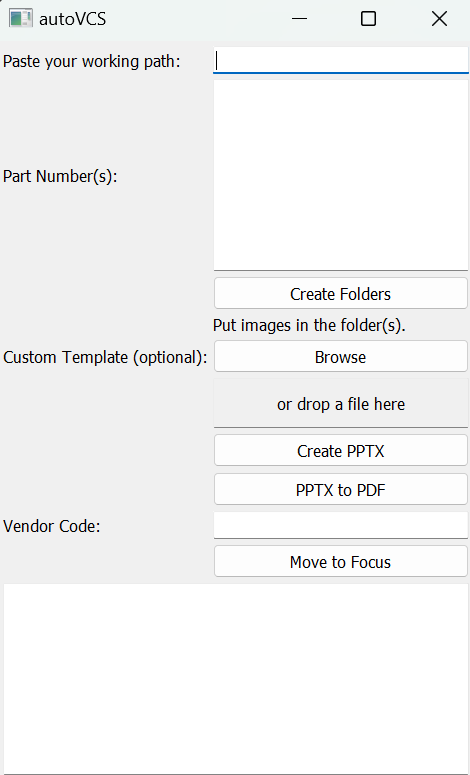 autoVCS
Paste your working path:
Part Number(s):
Create Folders
Put images in the folder(s).
Custom Template (optional): Browse
or drop a file here
Create PPTX
PPTX to PDF
Vendor Code:
Move to Focus